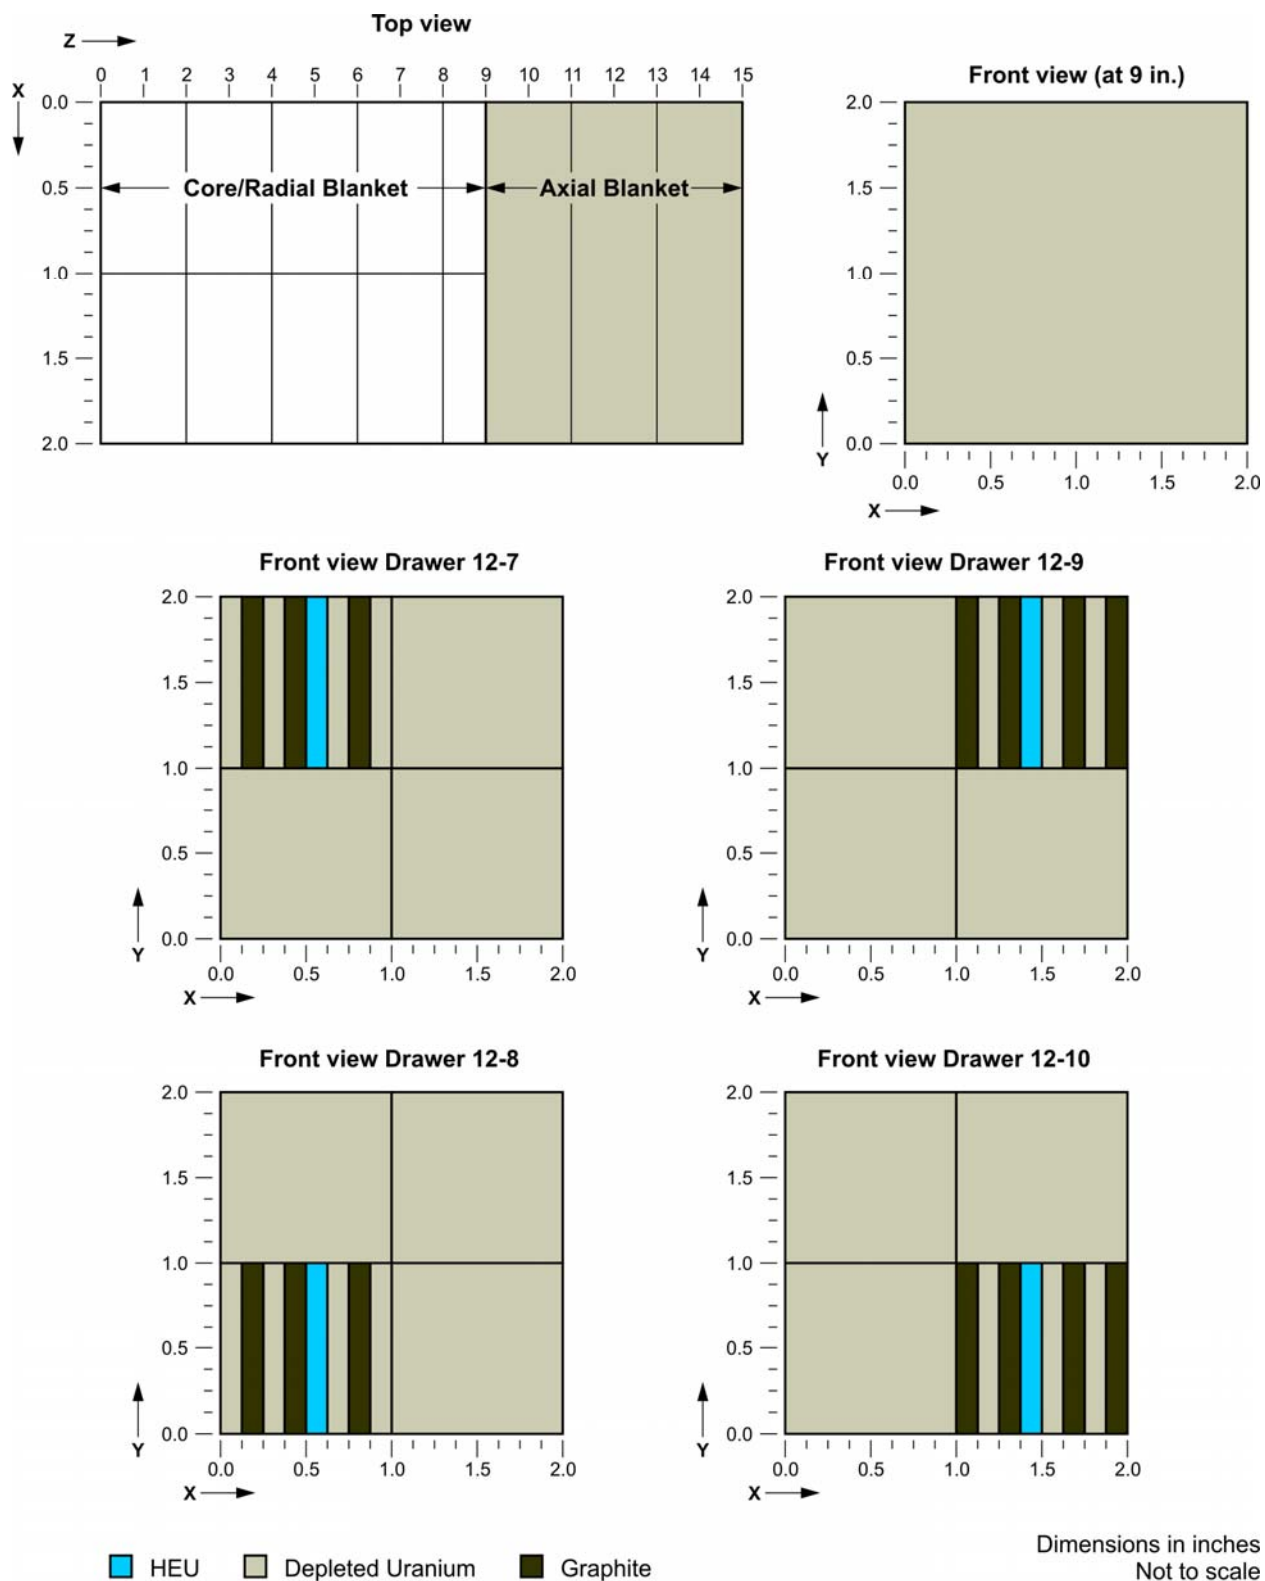 Top view
Z
0 1 2 3 4 5 6 7 8 9 10 11 12 13 14 15
X
0.0
0.5
1.0
1.5
2.0
Core/Radial Blanket
Axial Blanket
Front view (at 9 in.)
2.0
1.5
1.0
0.5
0.0
Y
0.0 0.5 1.0 1.5 2.0
X
Front view Drawer 12-7
2.0
1.5
1.0
0.5
0.0
Y
0.0 0.5 1.0 1.5 2.0
X
Front view Drawer 12-9
2.0
1.5
1.0
0.5
0.0
Y
0.0 0.5 1.0 1.5 2.0
X
Front view Drawer 12-8
2.0
1.5
1.0
0.5
0.0
Y
0.0 0.5 1.0 1.5 2.0
X
Front view Drawer 12-10
2.0
1.5
1.0
0.5
0.0
Y
0.0 0.5 1.0 1.5 2.0
X
HEU Depleted Uranium Graphite
Dimensions in inches
Not to scale